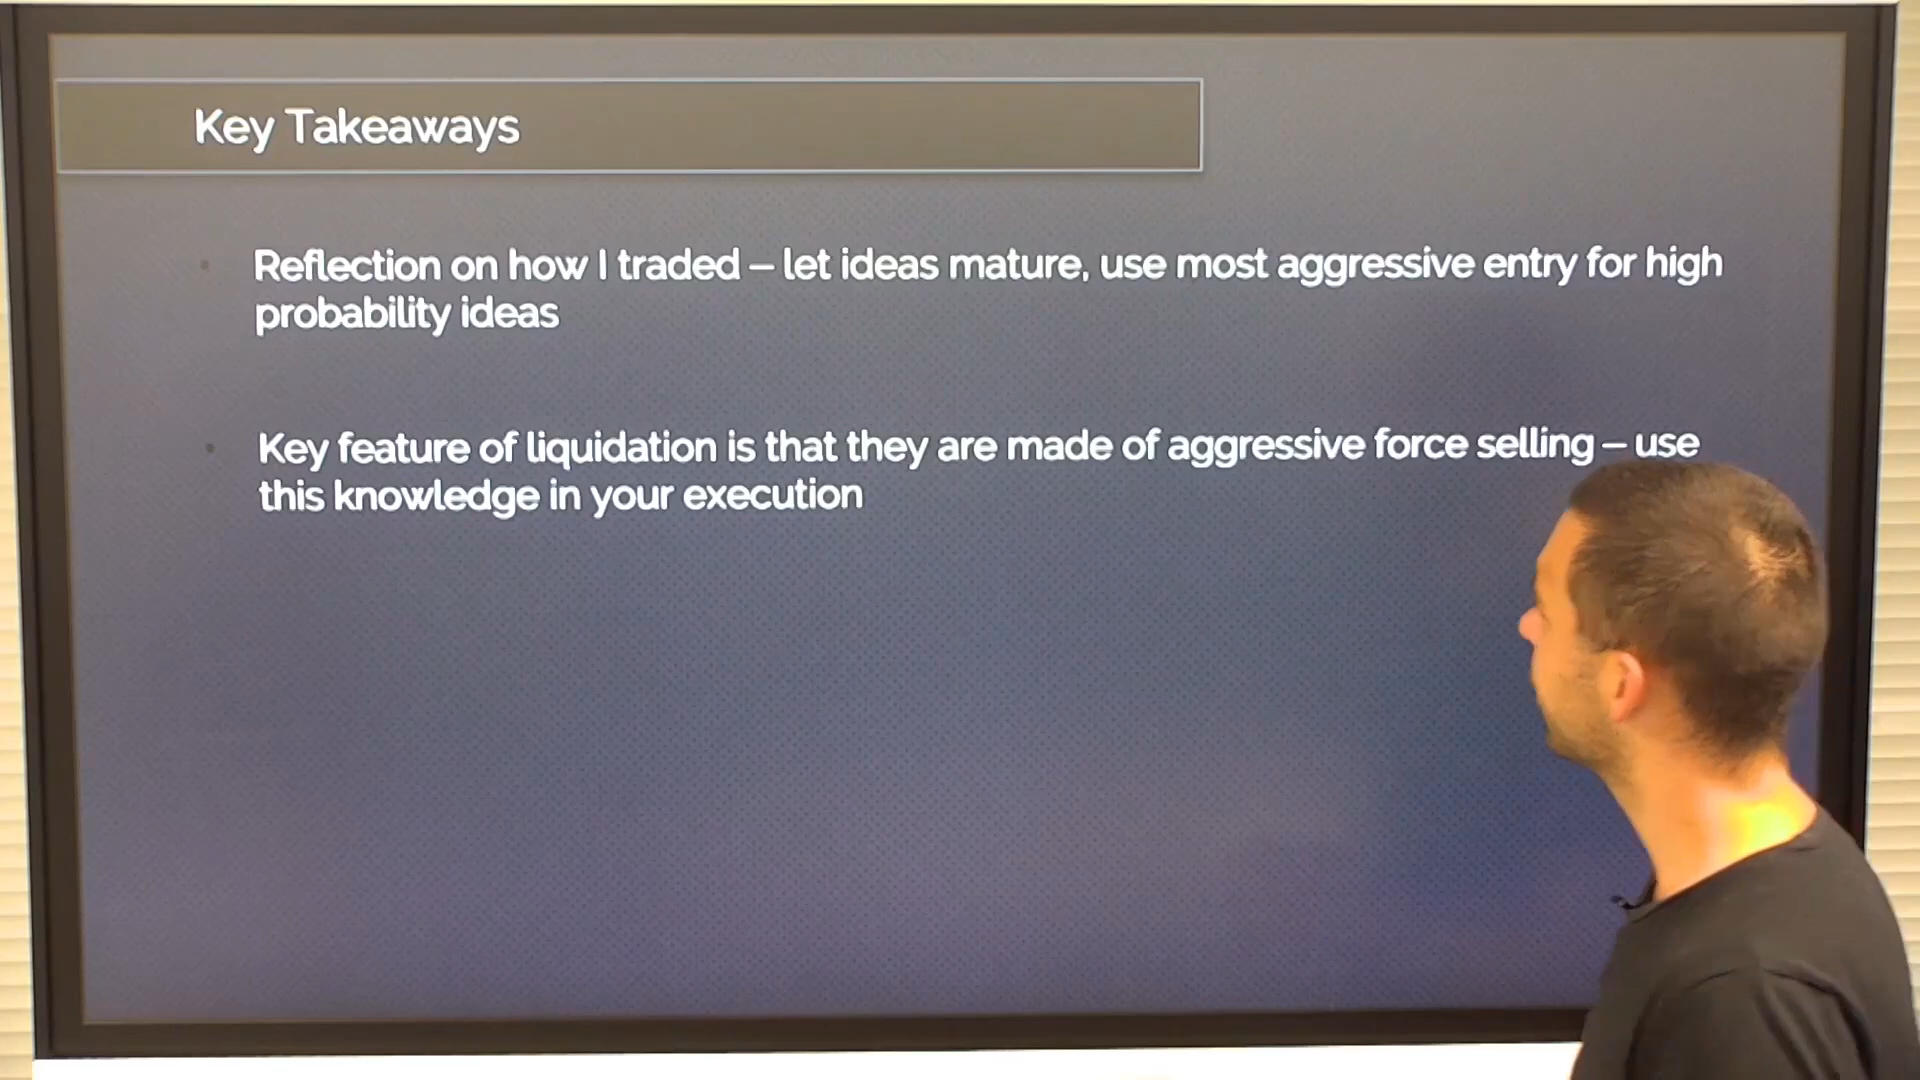 Key Takeaways
Reflection on how I traded – let ideas mature, use most aggressive entry for high
probability ideas
Key feature of liquidation is that they are made of aggressive force selling – use
this knowledge in your execution